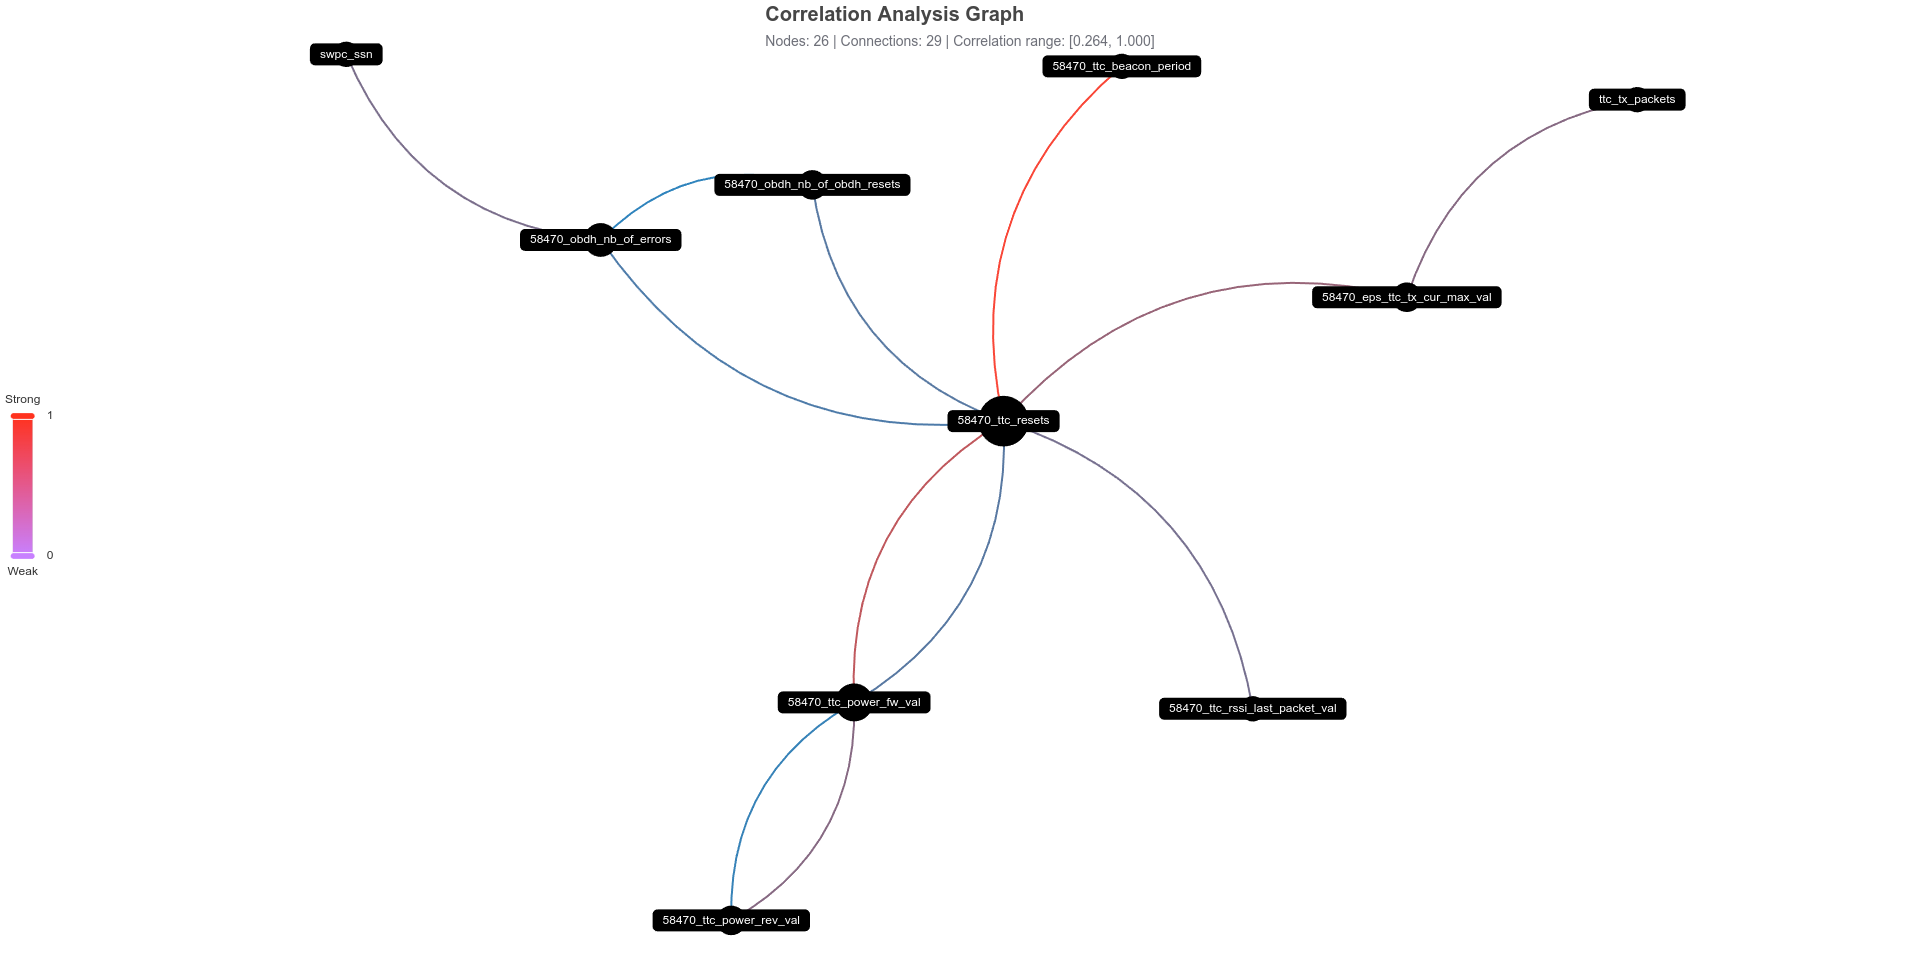 Correlation Analysis Graph
Nodes: 26 | Connections: 29 | Correlation range: [0.264, 1.000]
swpc_ssn
58470_ttc_beacon_period
ttc_tx_packets
58470_obdh_nb_of_obdh_resets
58470_obdh_nb_of_errors
58470_eps_ttc_tx_cur_max_val
Strong
1
58470_ttc_resets
0
Weak
58470_ttc_power_fw_val
58470_ttc_rssi_last_packet_val
58470_ttc_power_rev_val